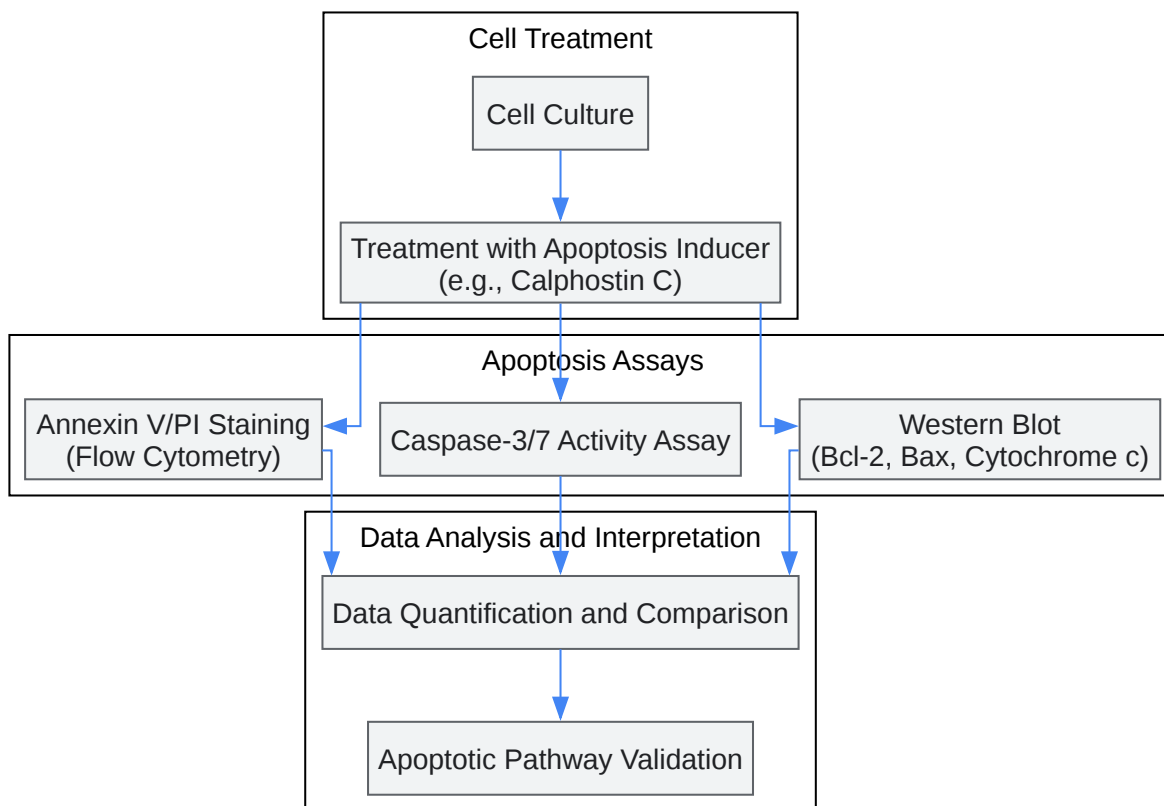 Cell Treatment
Cell Culture
Treatment with Apoptosis Inducer
(e.g., Calphostin C)
Apoptosis Assays
Annexin V/PI Staining
(Flow Cytometry)
Caspase-3/7 Activity Assay
Western Blot
(Bcl-2, Bax, Cytochrome c)
Data Analysis and Interpretation
Data Quantification and Comparison
Apoptotic Pathway Validation